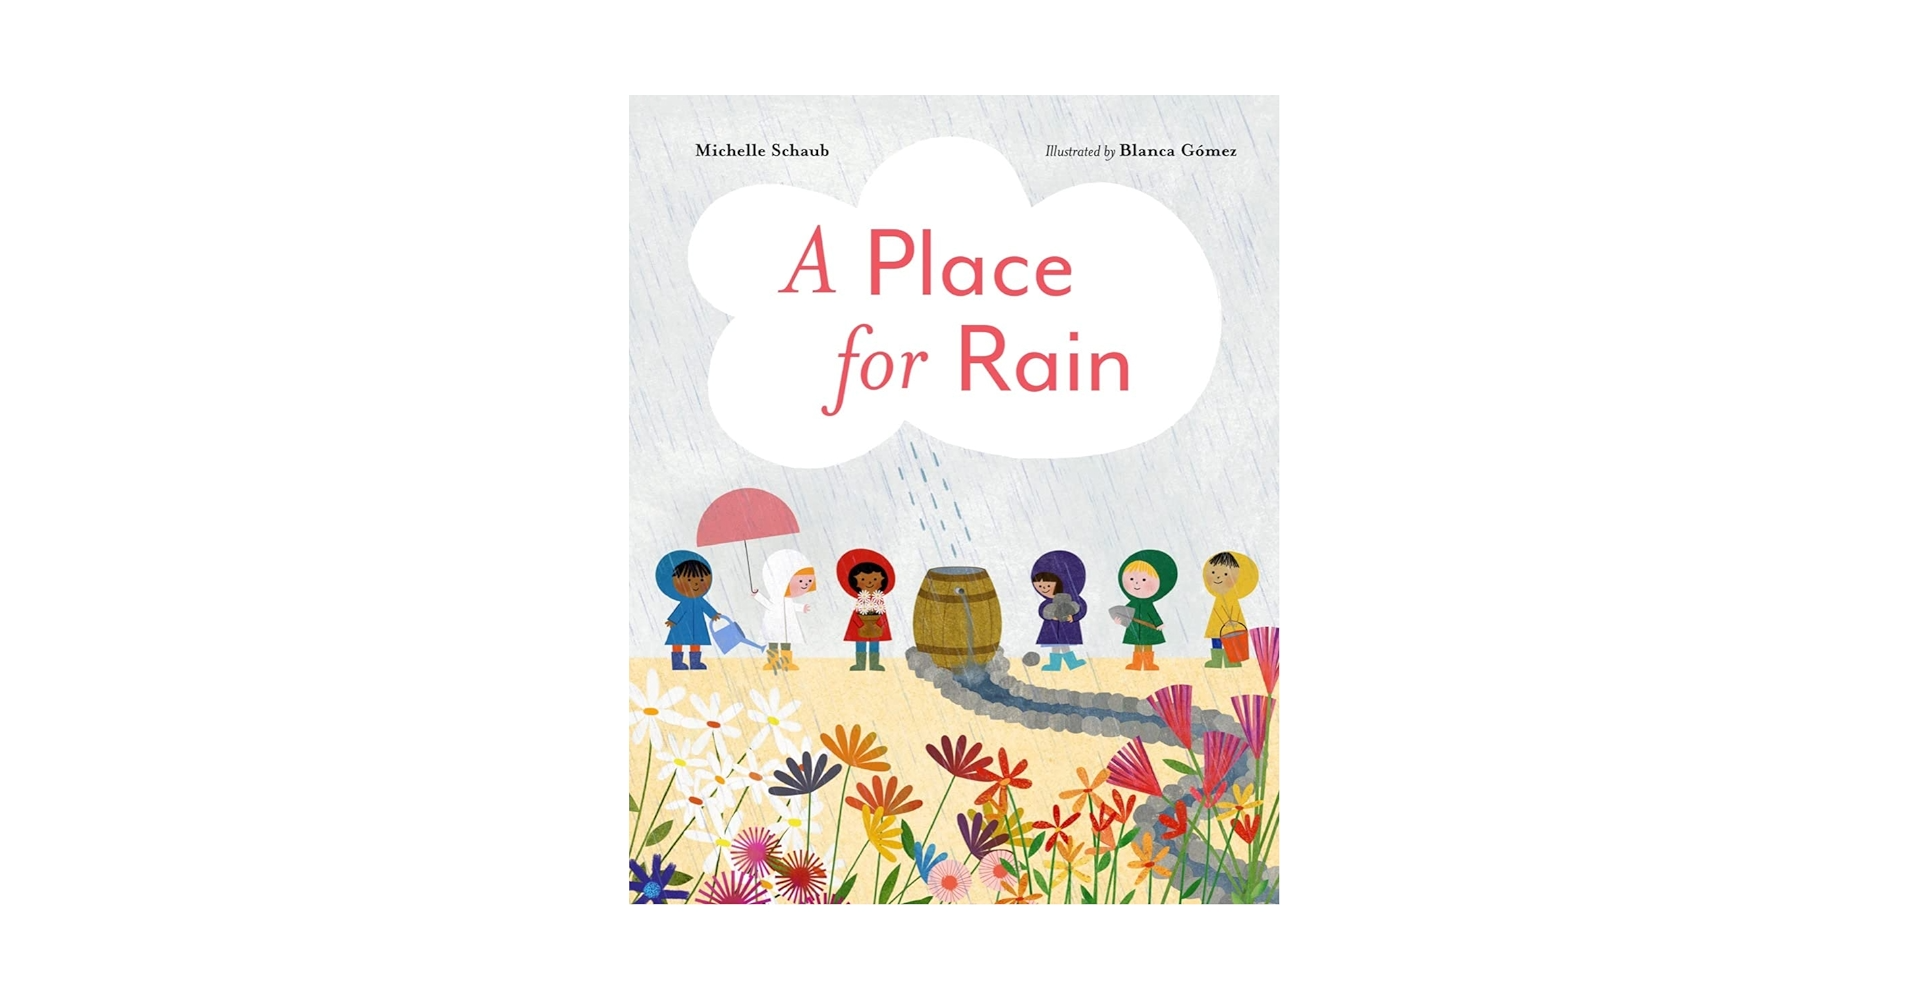 Michelle Schaub
Illustrated by Blanca Gómez
A Place
for Rain